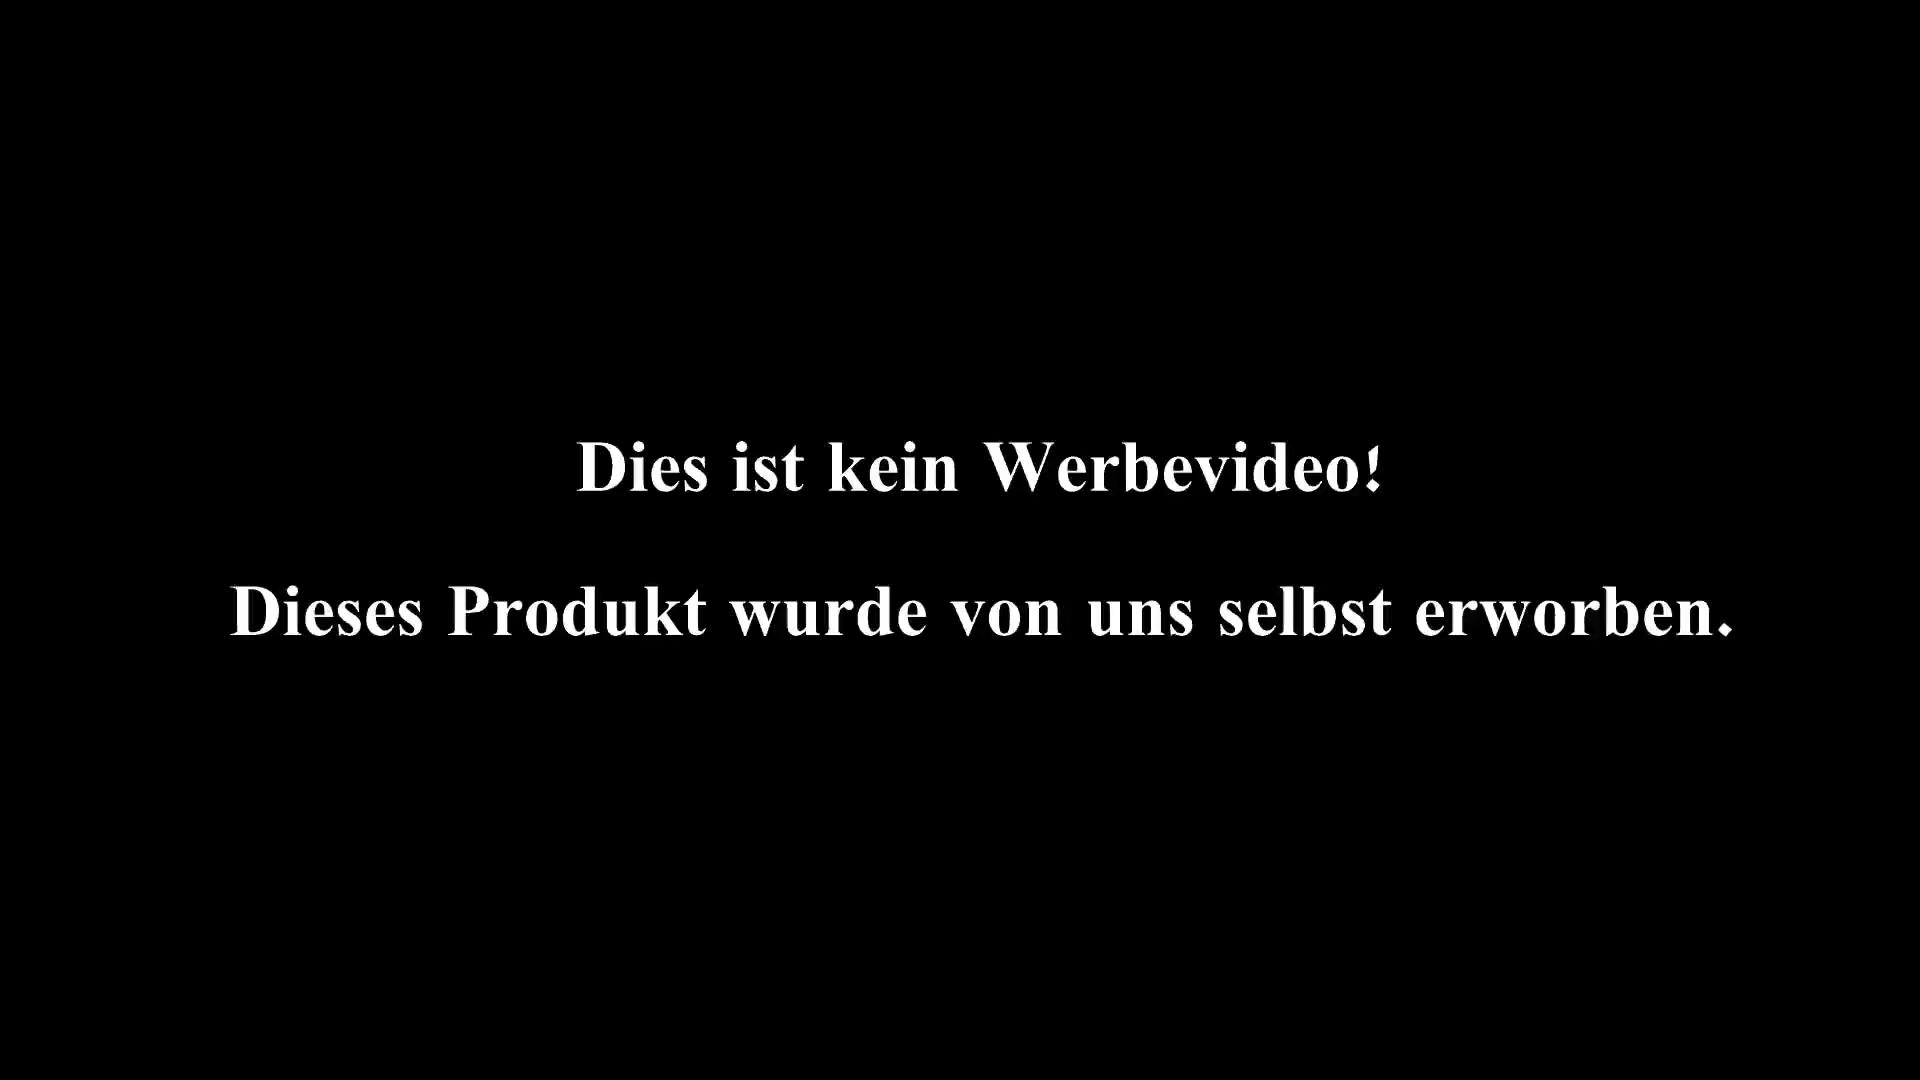 Dies ist kein Werbevideo!
Dieses Produkt wurde von uns selbst erworben.